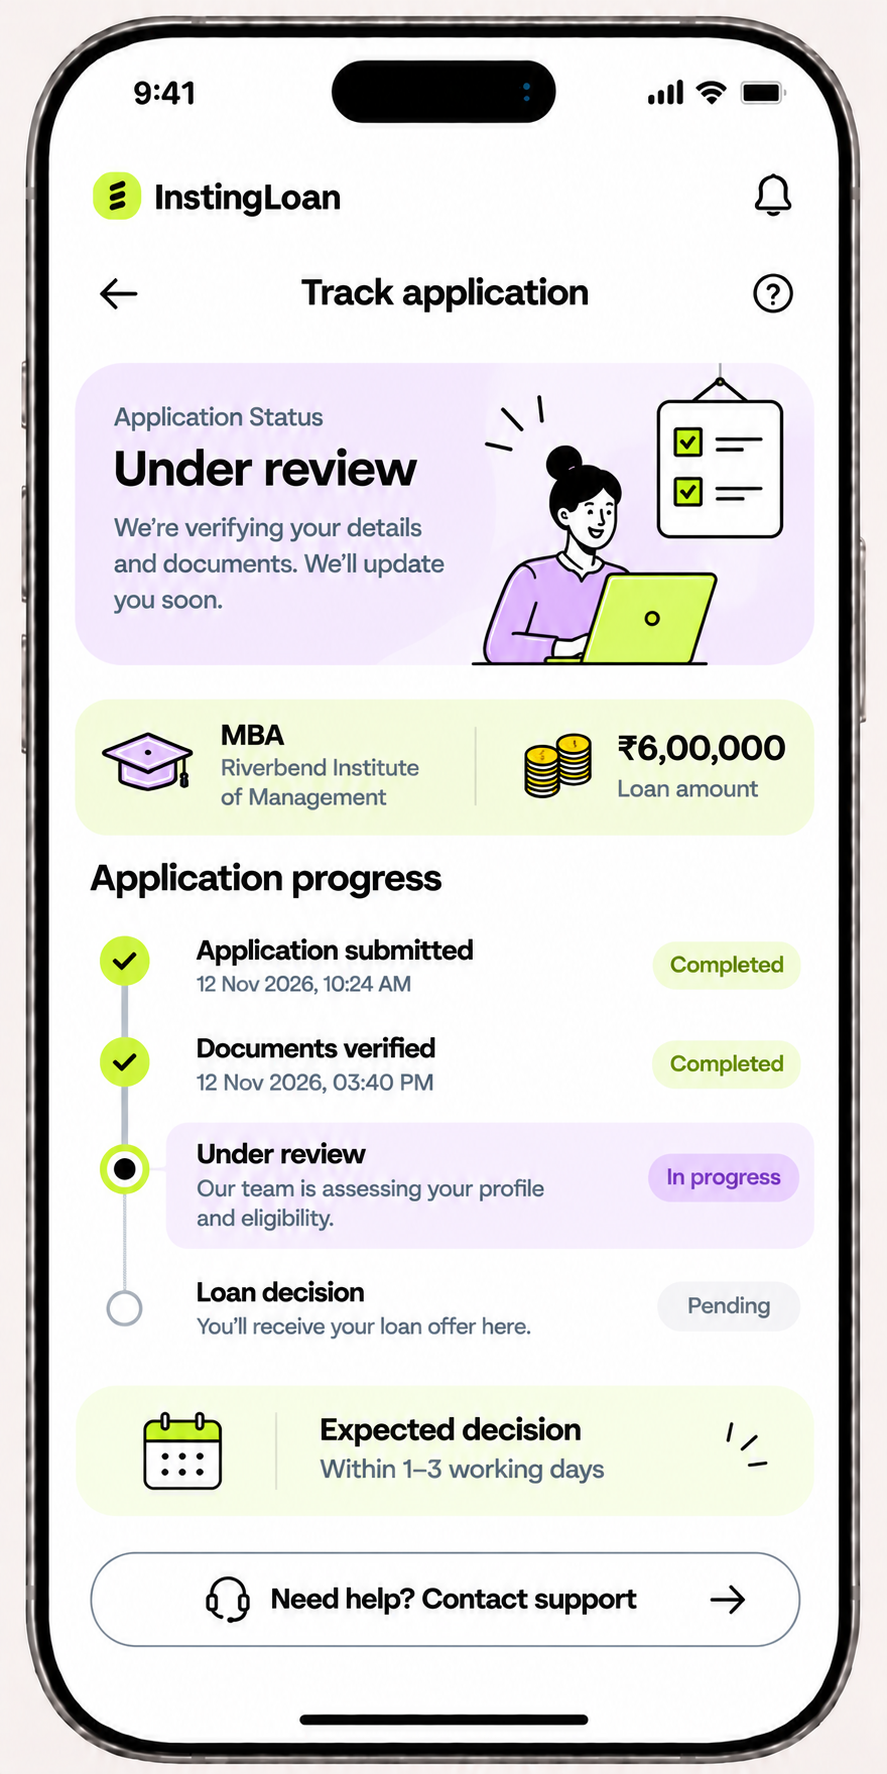 9:41
InstingLoan
Track application
Application Status
Under review
We're verifying your details
and documents. We'll update
you soon.
MBA
Riverbend Institute
of Management
₹6,00,000
Loan amount
Application progress
Application submitted
12 Nov 2026, 10:24 AM
Completed
Documents verified
12 Nov 2026, 03:40 PM
Completed
Under review
Our team is assessing your profile
and eligibility.
In progress
Loan decision
You'll receive your loan offer here.
Pending
Expected decision
Within 1–3 working days
Need help? Contact support